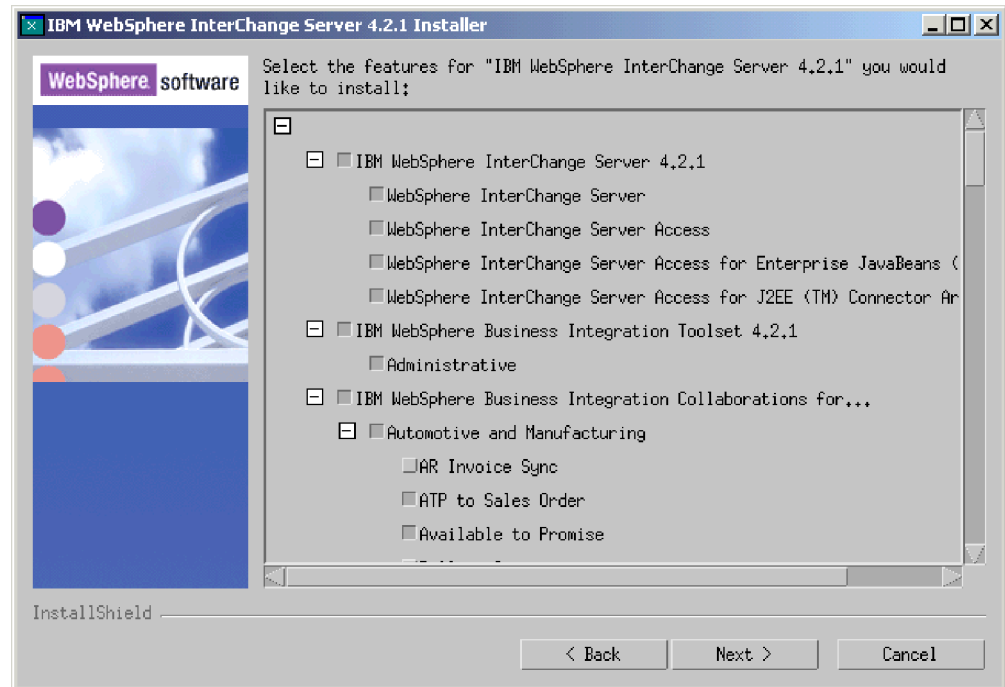 IBM WebSphere InterChange Server 4.2.1 Installer
WebSphere software
Select the features for "IBM WebSphere InterChange Server 4.2.1" you would
like to install:
IBM WebSphere InterChange Server 4.2.1
WebSphere InterChange Server
WebSphere InterChange Server Access
WebSphere InterChange Server Access for Enterprise JavaBeans (
WebSphere InterChange Server Access for J2EE (TM) Connector Ar
IBM WebSphere Business Integration Toolset 4.2.1
Administrative
IBM WebSphere Business Integration Collaborations for...
Automotive and Manufacturing
AR Invoice Sync
ATP to Sales Order
Available to Promise
InstallShield
< Back
Next >
Cancel